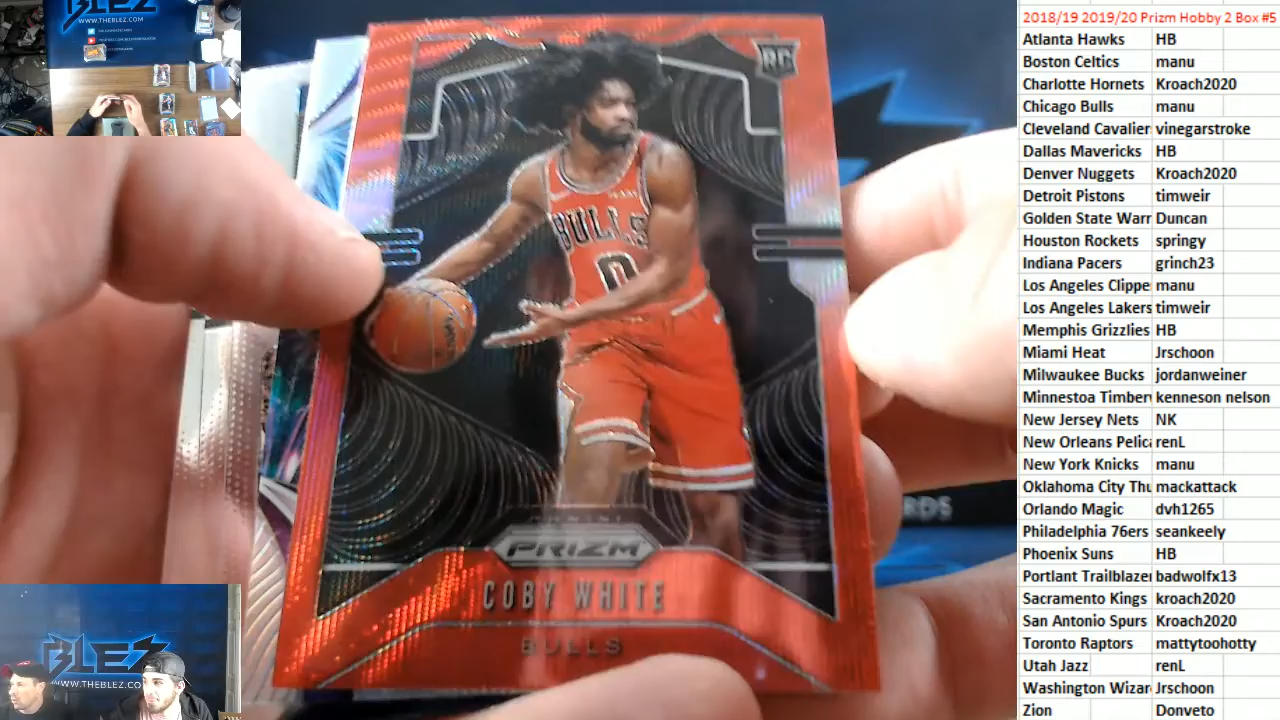 BLEZ
WWW.THEBLEZ.COM
RC
BULLS
0
PANINI
PRIZM
COBY WHITE
BULLS
RDS
BLEZ
WWW.THEBLEZ.COM
2018/19 2019/20 Prizm Hobby 2 Box #5
Atlanta Hawks HB
Boston Celtics manu
Charlotte Hornets Kroach2020
Chicago Bulls manu
Cleveland Cavalier vinegarstroke
Dallas Mavericks HB
Denver Nuggets Kroach2020
Detroit Pistons timweir
Golden State Warr Duncan
Houston Rockets springy
Indiana Pacers grinch23
Los Angeles Clippe manu
Los Angeles Lakers timweir
Memphis Grizzlies HB
Miami Heat Jrschoon
Milwaukee Bucks jordanweiner
Minnestoa Timber kenneson nelson
New Jersey Nets NK
New Orleans Pelic renL
New York Knicks manu
Oklahoma City Thu mackattack
Orlando Magic dvh1265
Philadelphia 76ers seankeely
Phoenix Suns HB
Portlant Trailblaze badwolfx13
Sacramento Kings kroach2020
San Antonio Spurs Kroach2020
Toronto Raptors mattytoohotty
Utah Jazz renL
Washington Wizar Jrschoon
Zion Donveto